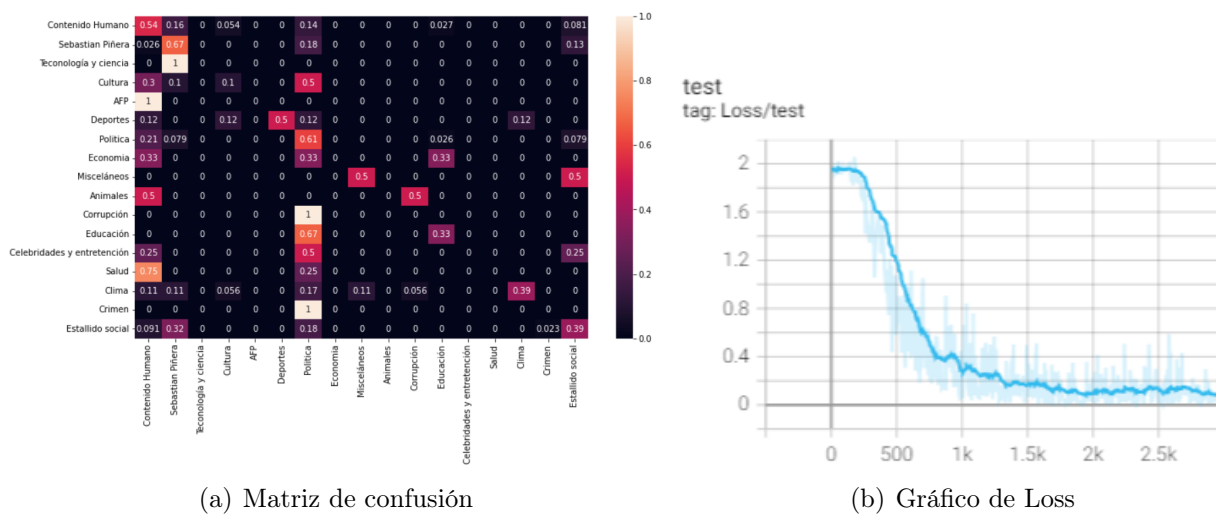 Contenido Humano 0.54 0.16 0 0.054 0 0 0.14 0 0 0 0 0.027 0 0 0 0 0.081
Sebastian Piñera 0.026 0.67 0 0 0 0 0.18 0 0 0 0 0 0 0 0 0 0.13
Teconología y ciencia 0 1 0 0 0 0 0 0 0 0 0 0 0 0 0 0 0
Cultura 0.3 0.1 0 0.1 0 0 0.5 0 0 0 0 0 0 0 0 0 0
AFP 1 0 0 0 0 0 0 0 0 0 0 0 0 0 0 0 0
Deportes 0.12 0 0 0.12 0 0.5 0.12 0 0 0 0 0 0 0 0.12 0 0
Politica 0.21 0.079 0 0 0 0 0.61 0 0 0 0 0.026 0 0 0 0 0.079
Economia 0.33 0 0 0 0 0 0.33 0 0 0 0 0.33 0 0 0 0 0
Misceláneos 0 0 0 0 0 0 0 0 0.5 0 0 0 0 0 0 0 0.5
Animales 0.5 0 0 0 0 0 0 0 0 0 0.5 0 0 0 0 0 0
Corrupción 0 0 0 0 0 0 1 0 0 0 0 0 0 0 0 0 0
Educación 0 0 0 0 0 0 0.67 0 0 0 0 0.33 0 0 0 0 0
Celebridades y entretención 0.25 0 0 0 0 0 0.5 0 0 0 0 0 0 0 0 0 0.25
Salud 0.75 0 0 0 0 0 0.25 0 0 0 0 0 0 0 0 0 0
Clima 0.11 0.11 0 0.056 0 0 0.17 0 0.11 0 0.056 0 0 0 0.39 0 0
Crimen 0 0 0 0 0 0 1 0 0 0 0 0 0 0 0 0 0
Estallido social 0.091 0.32 0 0 0 0 0.18 0 0 0 0 0 0 0 0 0.023 0.39
Contenido Humano
Sebastian Piñera
Teconología y ciencia
Cultura
AFP
Deportes
Politica
Economia
Misceláneos
Animales
Corrupción
Educación
Celebridades y entretención
Salud
Clima
Crimen
Estallido social
1.0
0.8
0.6
0.4
0.2
0.0
(a) Matriz de confusión
test
tag: Loss/test
2
1.6
1.2
0.8
0.4
0
0 500 1k 1.5k 2k 2.5k
(b) Gráfico de Loss